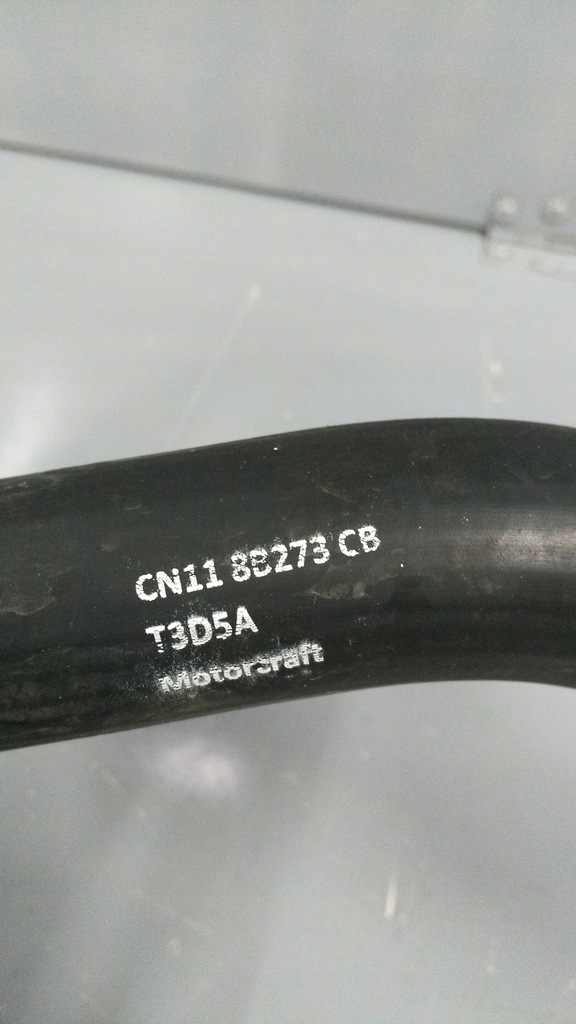 CN11 8B273 CB
T3D5A
Motorcraft